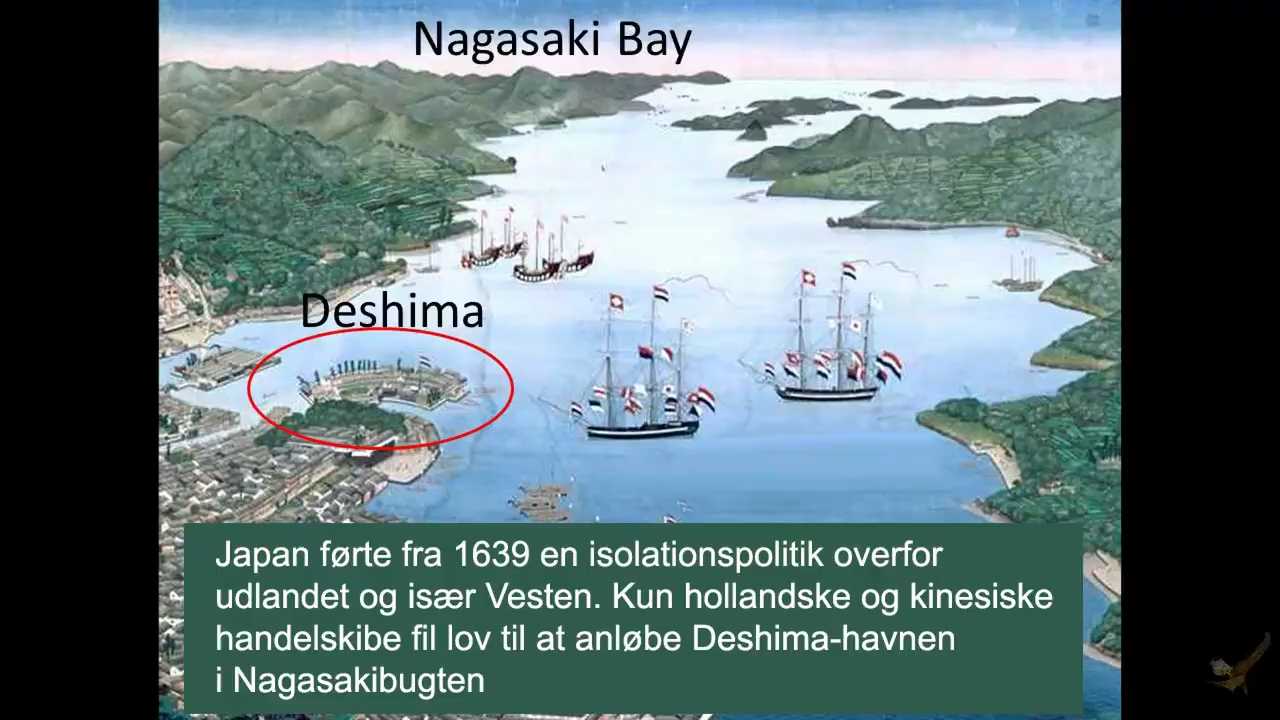 Nagasaki Bay
Deshima
Japan førte fra 1639 en isolationspolitik overfor
udlandet og især Vesten. Kun hollandske og kinesiske
handelskibe fil lov til at anløbe Deshima-havnen
i Nagasakibugten